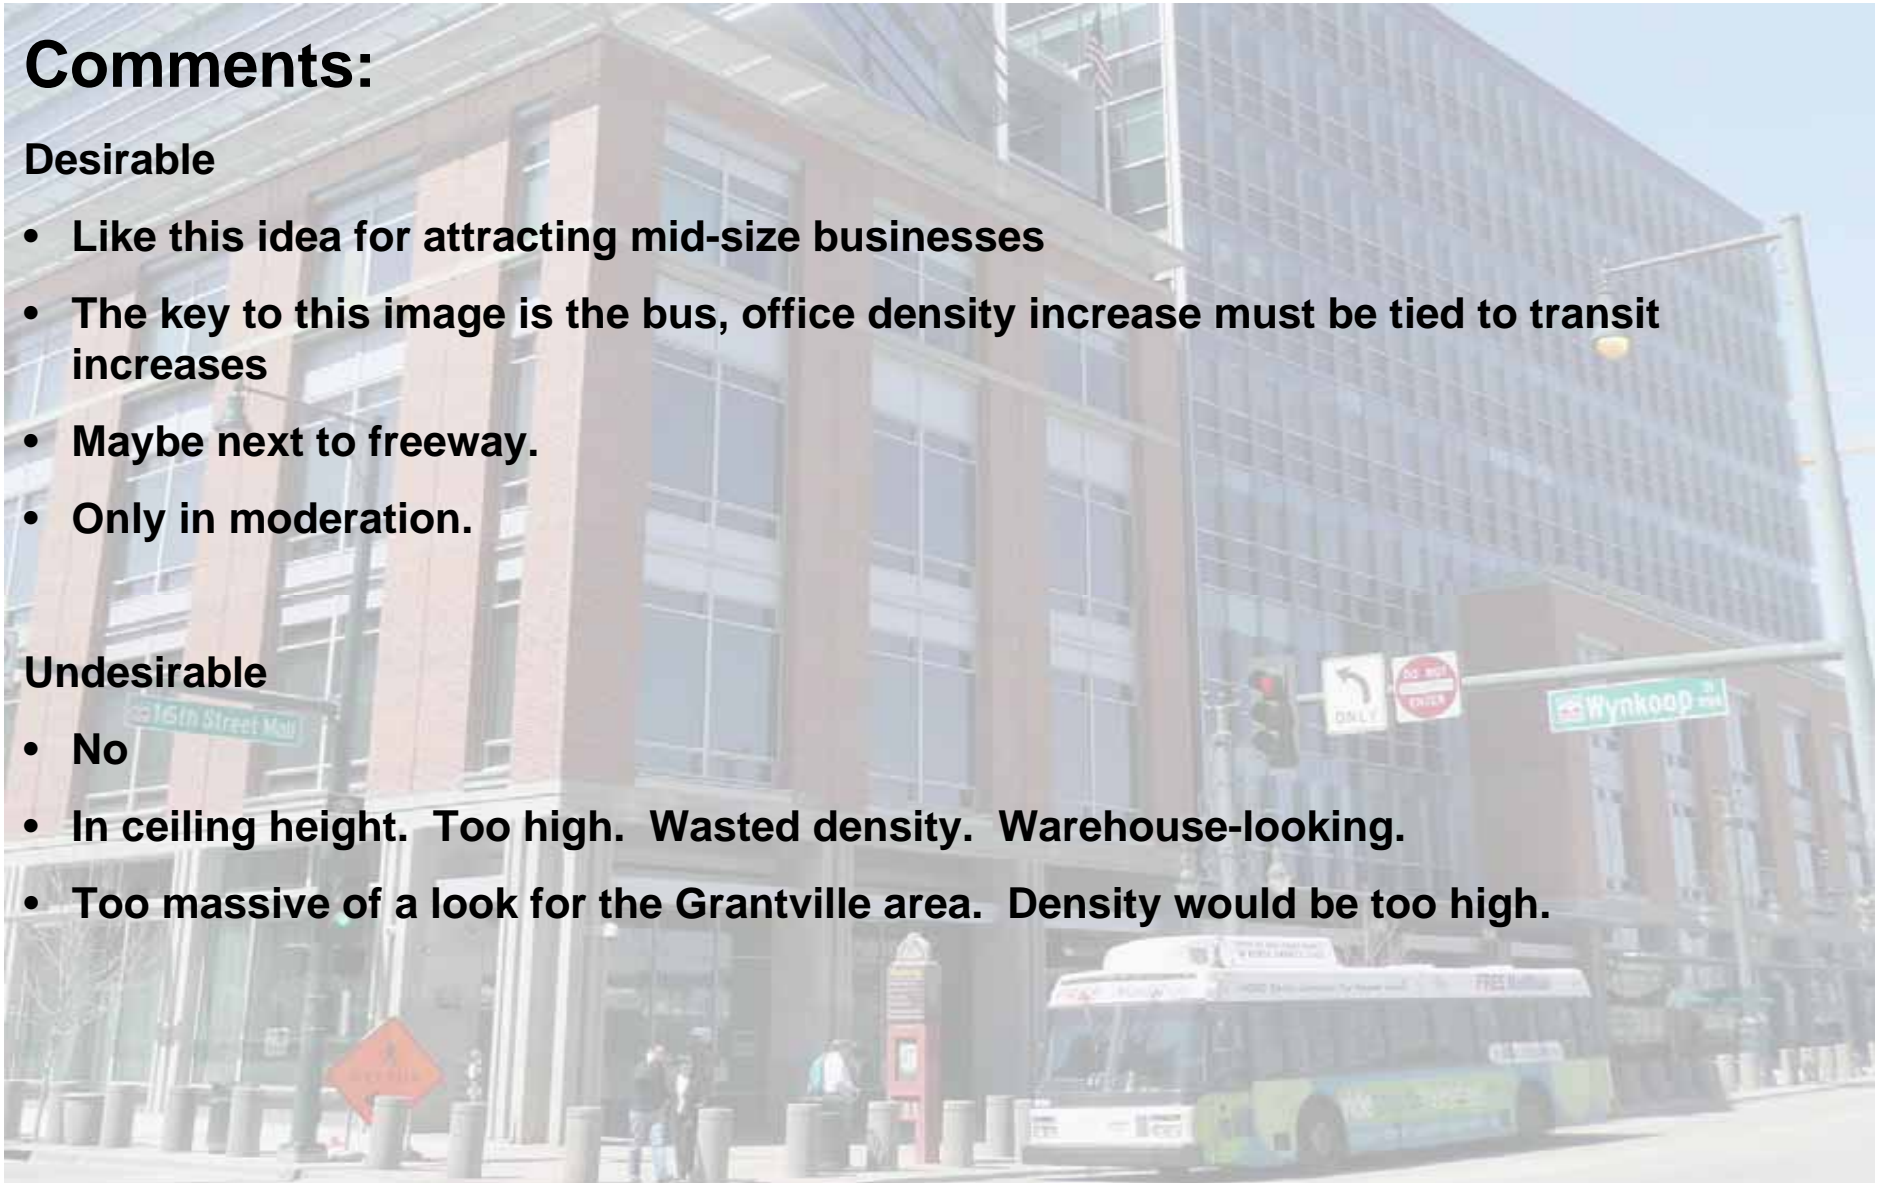 Comments:
Desirable
• Like this idea for attracting mid-size businesses
• The key to this image is the bus, office density increase must be tied to transit
increases
• Maybe next to freeway.
• Only in moderation.
Undesirable
16th Street Mall
ONLY
DO NOT
ENTER
Wynkoop
• No
• In ceiling height.  Too high.  Wasted density.  Warehouse-looking.
• Too massive of a look for the Grantville area.  Density would be too high.
FREE